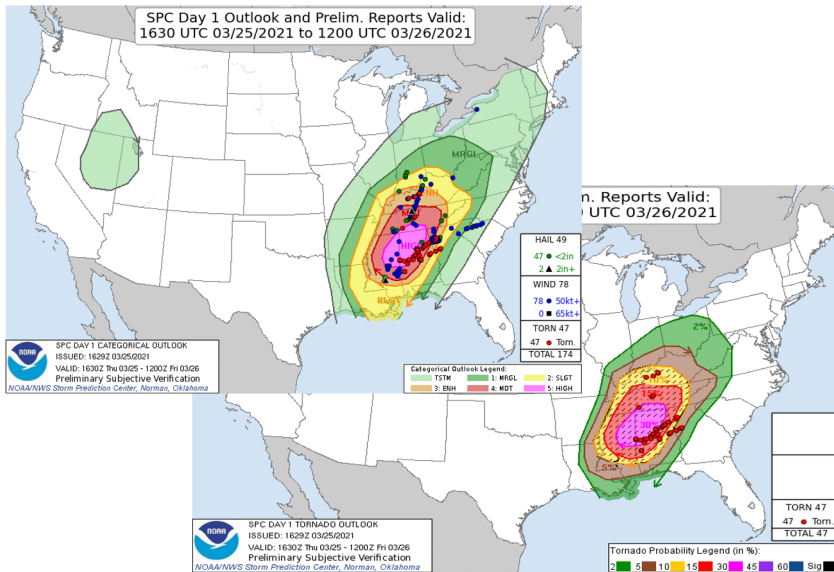 SPC Day 1 Outlook and Prelim. Reports Valid:
1630 UTC 03/25/2021 to 1200 UTC 03/26/2021
MRGL
SLGT
HAIL 49
47 <2in
2 2in+
WIND 78
78 50kt+
0 65kt+
TORN 47
47 Torn.
TOTAL 174
NOAA
SPC DAY 1 CATEGORICAL OUTLOOK
ISSUED: 1629Z 03/25/2021
VALID: 1630Z Thu 03/25 - 1200Z Fri 03/26
Preliminary Subjective Verification
NOAA/NWS Storm Prediction Center, Norman, Oklahoma
Categorical Outlook Legend:
TSTM 1: MRGL 2: SLGT
3: ENH 4: MDT 5: HIGH
m. Reports Valid:
UTC 03/26/2021
2%
30%
5%
TORN 47
47 Torn.
TOTAL 47
NOAA
SPC DAY 1 TORNADO OUTLOOK
ISSUED: 1629Z 03/25/2021
VALID: 1630Z Thu 03/25 - 1200Z Fri 03/26
Preliminary Subjective Verification
NOAA/NWS Storm Prediction Center, Norman, Oklahoma
Tornado Probability Legend (in %):
2 5 10 15 30 45 60 Sig